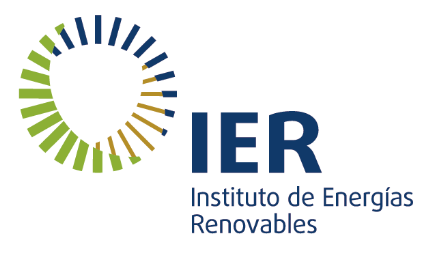 IER
Instituto de Energías
Renovables